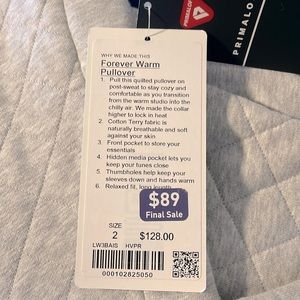 WHY WE MADE THIS
Forever Warm
Pullover
1. Pull this quilted pullover on
post-sweat to stay cozy and
comfortable as you transition
from the warm studio into the
chilly air. We made the collar
higher to lock in heat
2. Cotton Terry fabric is
naturally breathable and soft
against your skin
3. Front pocket to store your
essentials
4. Hidden media pocket lets you
keep your tunes close
5. Thumbholes help keep your
sleeves down and hands warm
6. Relaxed fit, long length
$89
Final Sale
SIZE
2 $128.00
LW3BAIS HVPR
000102825050
PRIMALOF
PRIMALO